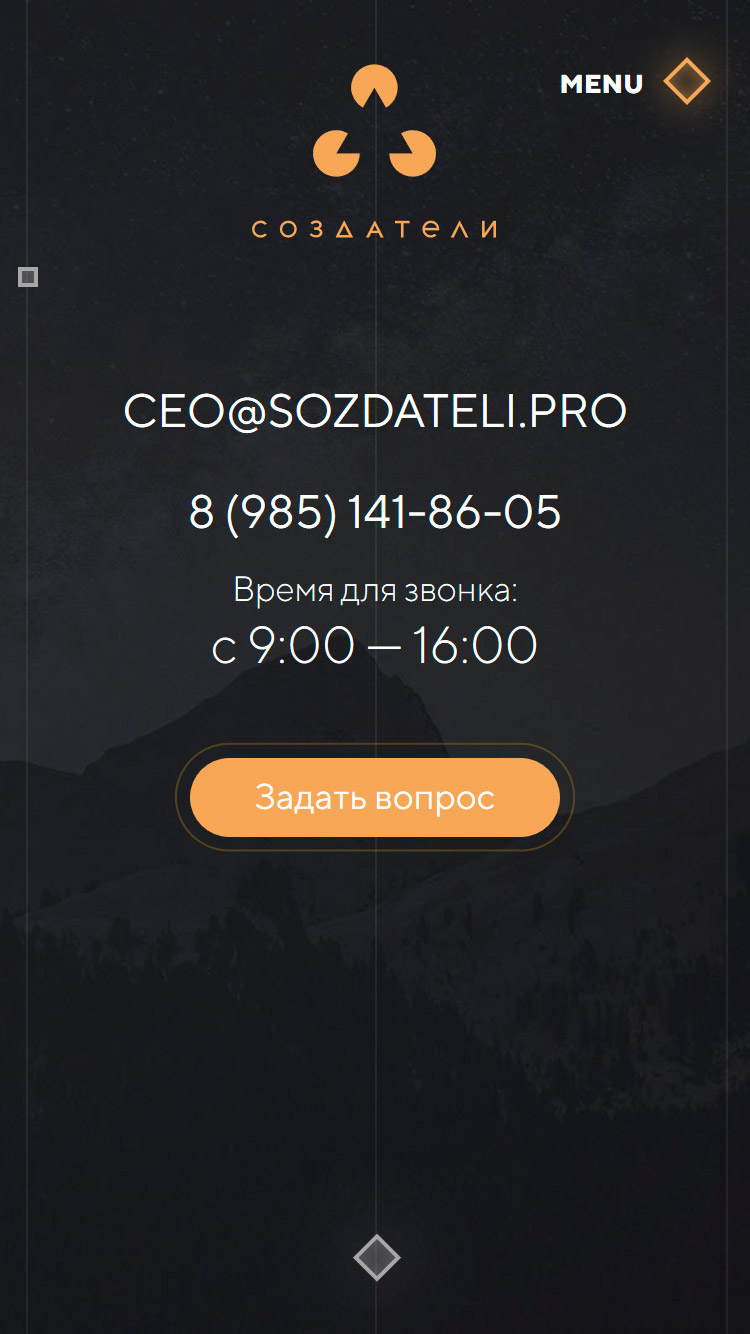 MENU
создатели
CEO@SOZDATELI.PRO
8 (985) 141-86-05
Время для звонка:
с 9:00 — 16:00
Задать вопрос